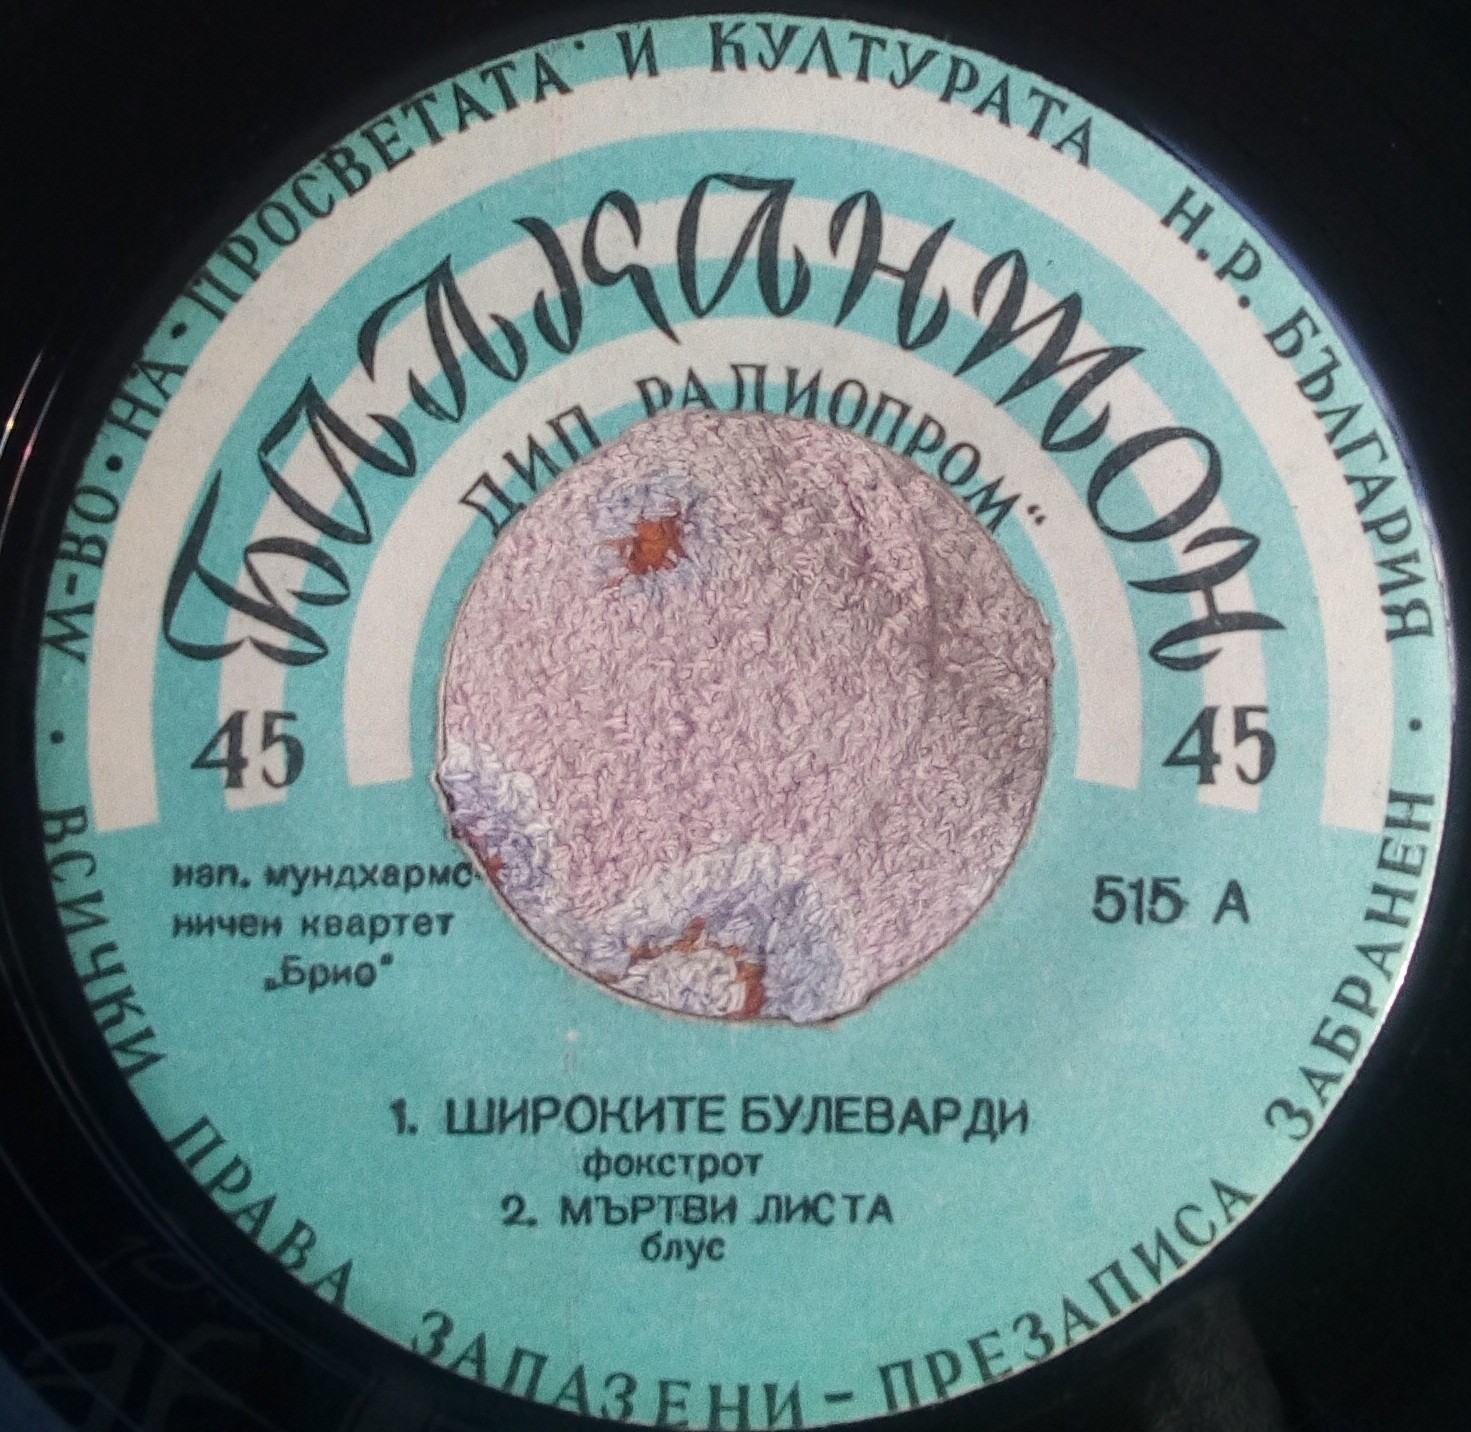 М-ВО · НА · ПРОСВЕТАТА И КУЛТУРАТА Н.Р. БЪЛГАРИЯ
БАЛКАНТОН
ДИП РАДИОПРОМ“
45 45
нап. мундхармо-
ничен квартет
„Брио“
515 А
1. ШИРОКИТЕ БУЛЕВАРДИ
фокстрот
2. МЪРТВИ ЛИСТА
блус
· ВСИЧКИ ПРАВА ЗАПАЗЕНИ – ПРЕЗАПИСА ЗАБРАНЕН ·